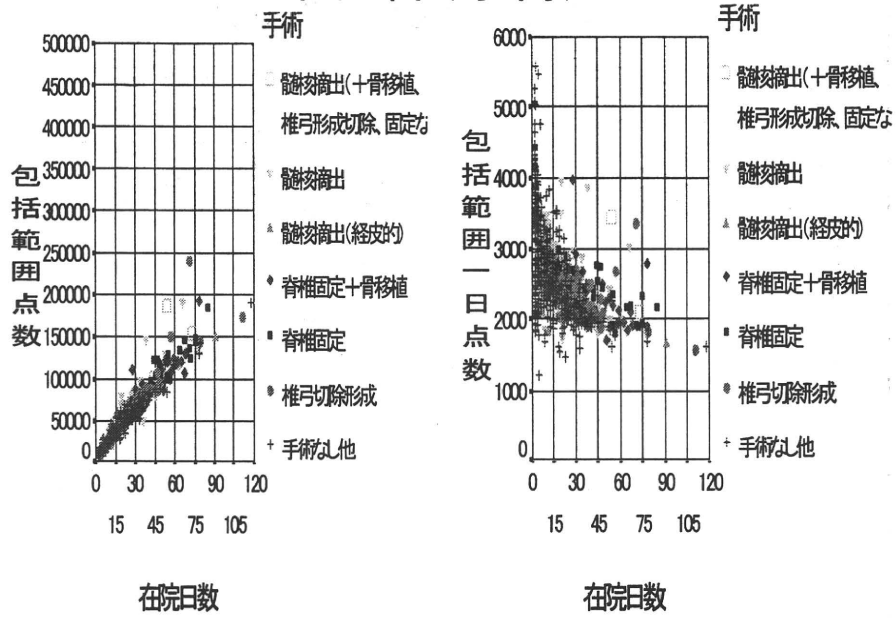 手術
500000
450000
400000
350000
300000
250000
200000
150000
100000
50000
0
包括範囲点数
0 30 60 90 120
15 45 75 105
在院日数
髄核摘出(+骨移植、
椎弓形成切除、固定な
髄核摘出
髄核摘出(経皮的)
脊椎固定+骨移植
脊椎固定
椎弓切除形成
手術なし他
手術
6000
5000
4000
3000
2000
1000
0
包括範囲一日点数
0 30 60 90 120
15 45 75 105
在院日数
髄核摘出(+骨移植、
椎弓形成切除、固定な
髄核摘出
髄核摘出(経皮的)
脊椎固定+骨移植
脊椎固定
椎弓切除形成
手術なし他